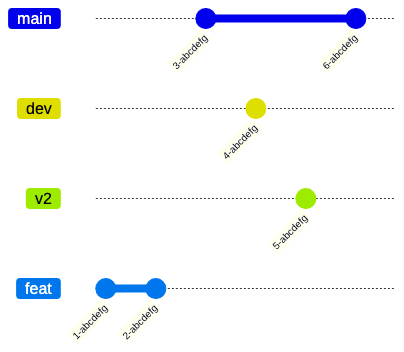 main
3-abcdefg
6-abcdefg
dev
4-abcdefg
v2
5-abcdefg
feat
1-abcdefg
2-abcdefg